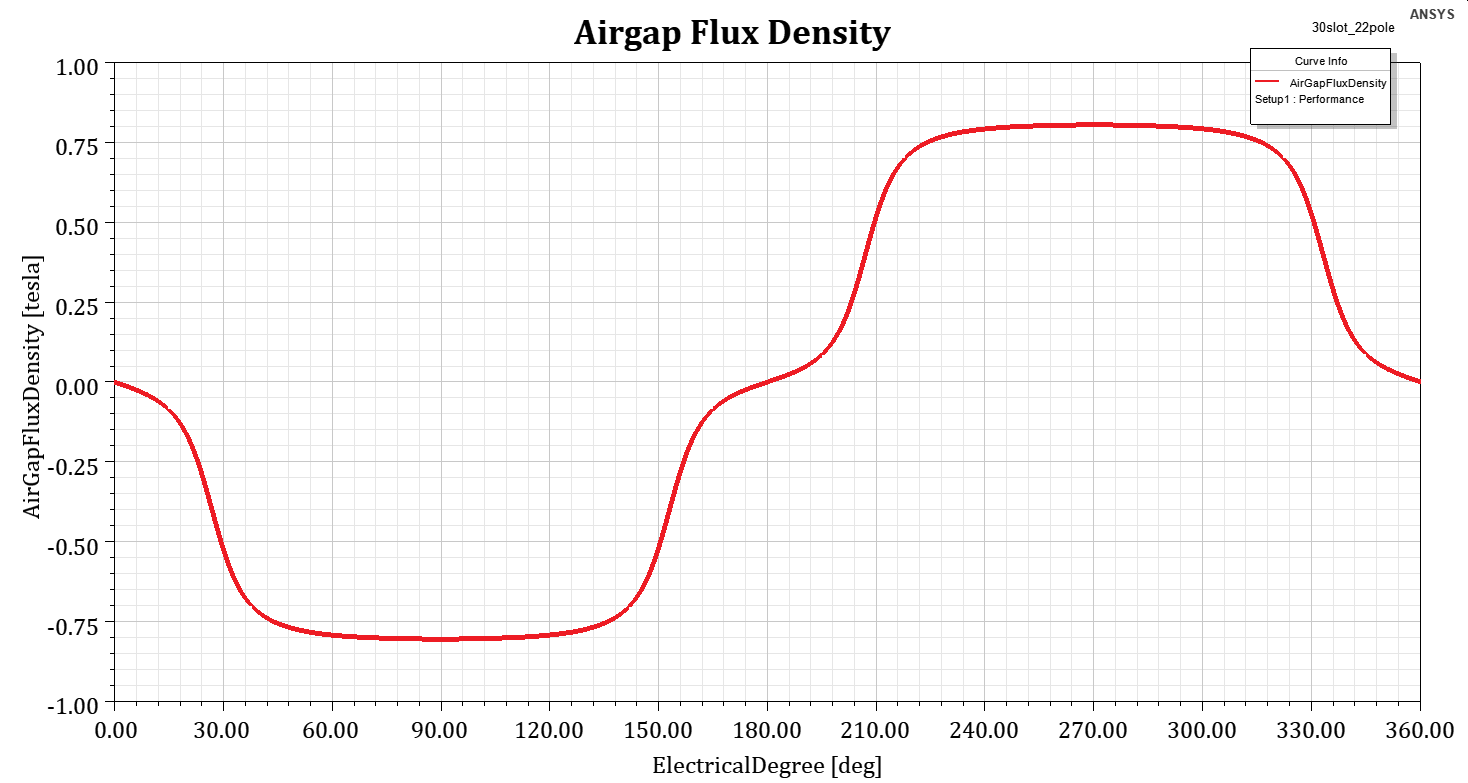 ANSYS
Airgap Flux Density
30slot_22pole
Curve Info
AirGapFluxDensity
Setup1 : Performance
AirGapFluxDensity [tesla]
1.00
0.75
0.50
0.25
0.00
-0.25
-0.50
-0.75
-1.00
0.00 30.00 60.00 90.00 120.00 150.00 180.00 210.00 240.00 270.00 300.00 330.00 360.00
ElectricalDegree [deg]